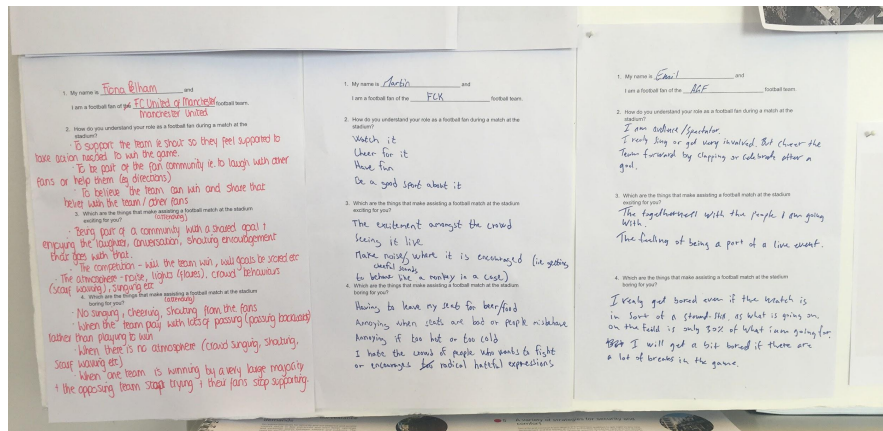 1. My name is Fiona Pelham and
I am a football fan of the FC United of Manchester football team.
Manchester United
2. How do you understand your role as a football fan during a match at the
stadium?
· To support the team ie shout so they feel supported to
take action needed to win the game.
· To be part of the fan community ie. to laugh with other
fans or help them (eg directions)
· To believe the team can win and share that
belief with the team / other fans
3. Which are the things that make assisting a football match at the stadium
exciting for you? (attending)
· Being part of a community with a shared goal +
enjoying the laughter, conversation, shouting encouragement
that goes with that.
· The competition - will the team win, will goals be scored etc
· The atmosphere - noise, lights (flares), crowd behaviours
(scarf waving), singing etc
4. Which are the things that make assisting a football match at the stadium
boring for you? (attending)
· No singing, cheering, shouting from the fans
· When the team play with lots of passing (passing backwards)
rather than playing to win
· When there is no atmosphere (crowd singing, shouting,
scarf waving etc)
· When one team is winning by a very large majority
+ the opposing team stop trying + their fans stop supporting.
1. My name is Martin and
I am a football fan of the FCK football team.
2. How do you understand your role as a football fan during a match at the
stadium?
Watch it
Cheer for it
Have fun
Be a good sport about it
3. Which are the things that make assisting a football match at the stadium
exciting for you?
The excitement amongst the crowd
Seeing it live
Make noise/ where it is encouraged (i.e. getting
cheerful sounds
to behave like a monkey in a cage)
4. Which are the things that make assisting a football match at the stadium
boring for you?
Having to leave my seat for beer/food
Annoying when seats are bad or people misbehave
Annoying if too hot or too cold
I hate the crowd of people who wants to fight
or encourages radical hatful expressions
1. My name is Emil and
I am a football fan of the AGF football team.
2. How do you understand your role as a football fan during a match at the
stadium?
I am audience/spectator.
I rearly sing or get very involved. But cheer the
Team forward by clapping or celebrate after a
goal.
3. Which are the things that make assisting a football match at the stadium
exciting for you?
The togetherness with the people I am going
with.
The feeling of being a part of a live event.
4. Which are the things that make assisting a football match at the stadium
boring for you?
I rearly get bored even if the match is
in sort of a stand still, as what is going on
on the field is only 30% of what I am going for.
I will get a bit bored if there are
a lot of breaks in the game.